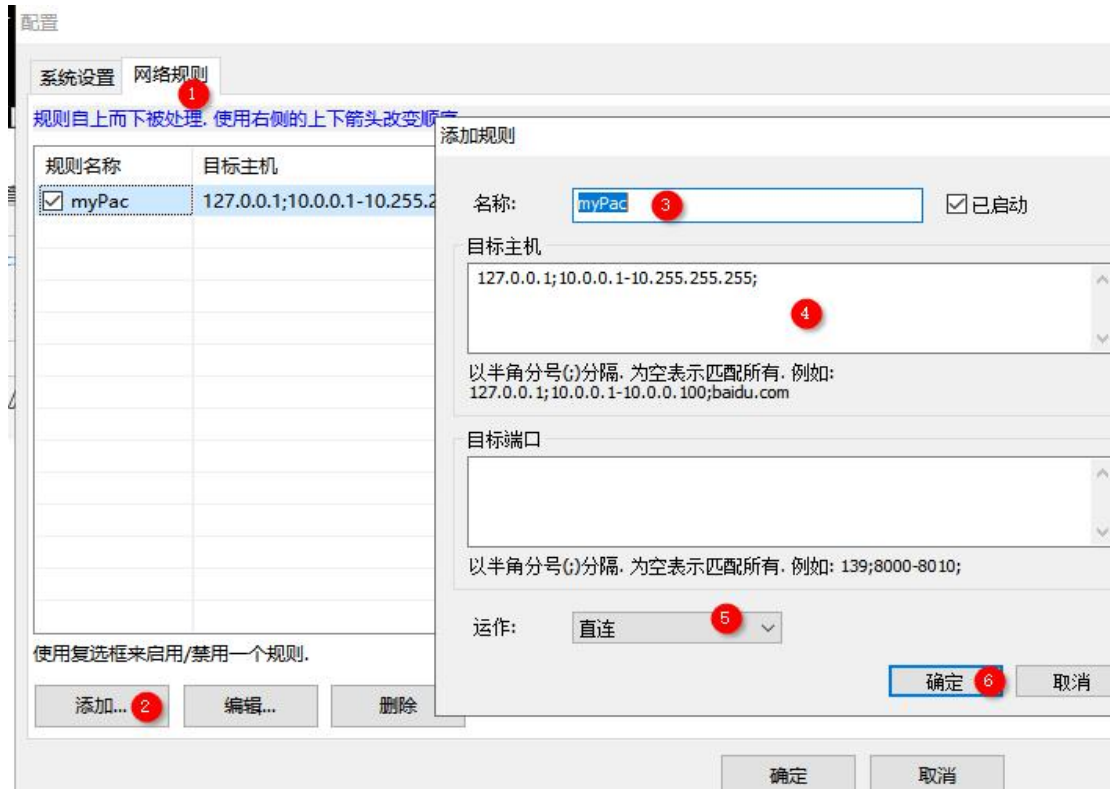 配置
系统设置 网络规则
1
规则自上而下被处理. 使用右侧的上下箭头改变顺序
规则名称 目标主机
myPac 127.0.0.1;10.0.0.1-10.255.2
使用复选框来启用/禁用一个规则.
添加... 2 编辑... 删除
确定 取消
添加规则
名称: myPac 3 已启动
目标主机
127.0.0.1;10.0.0.1-10.255.255.255;
4
以半角分号(;)分隔. 为空表示匹配所有. 例如:
127.0.0.1;10.0.0.1-10.0.0.100;baidu.com
目标端口
以半角分号(;)分隔. 为空表示匹配所有. 例如: 139;8000-8010;
运作: 直连 5
确定 6 取消